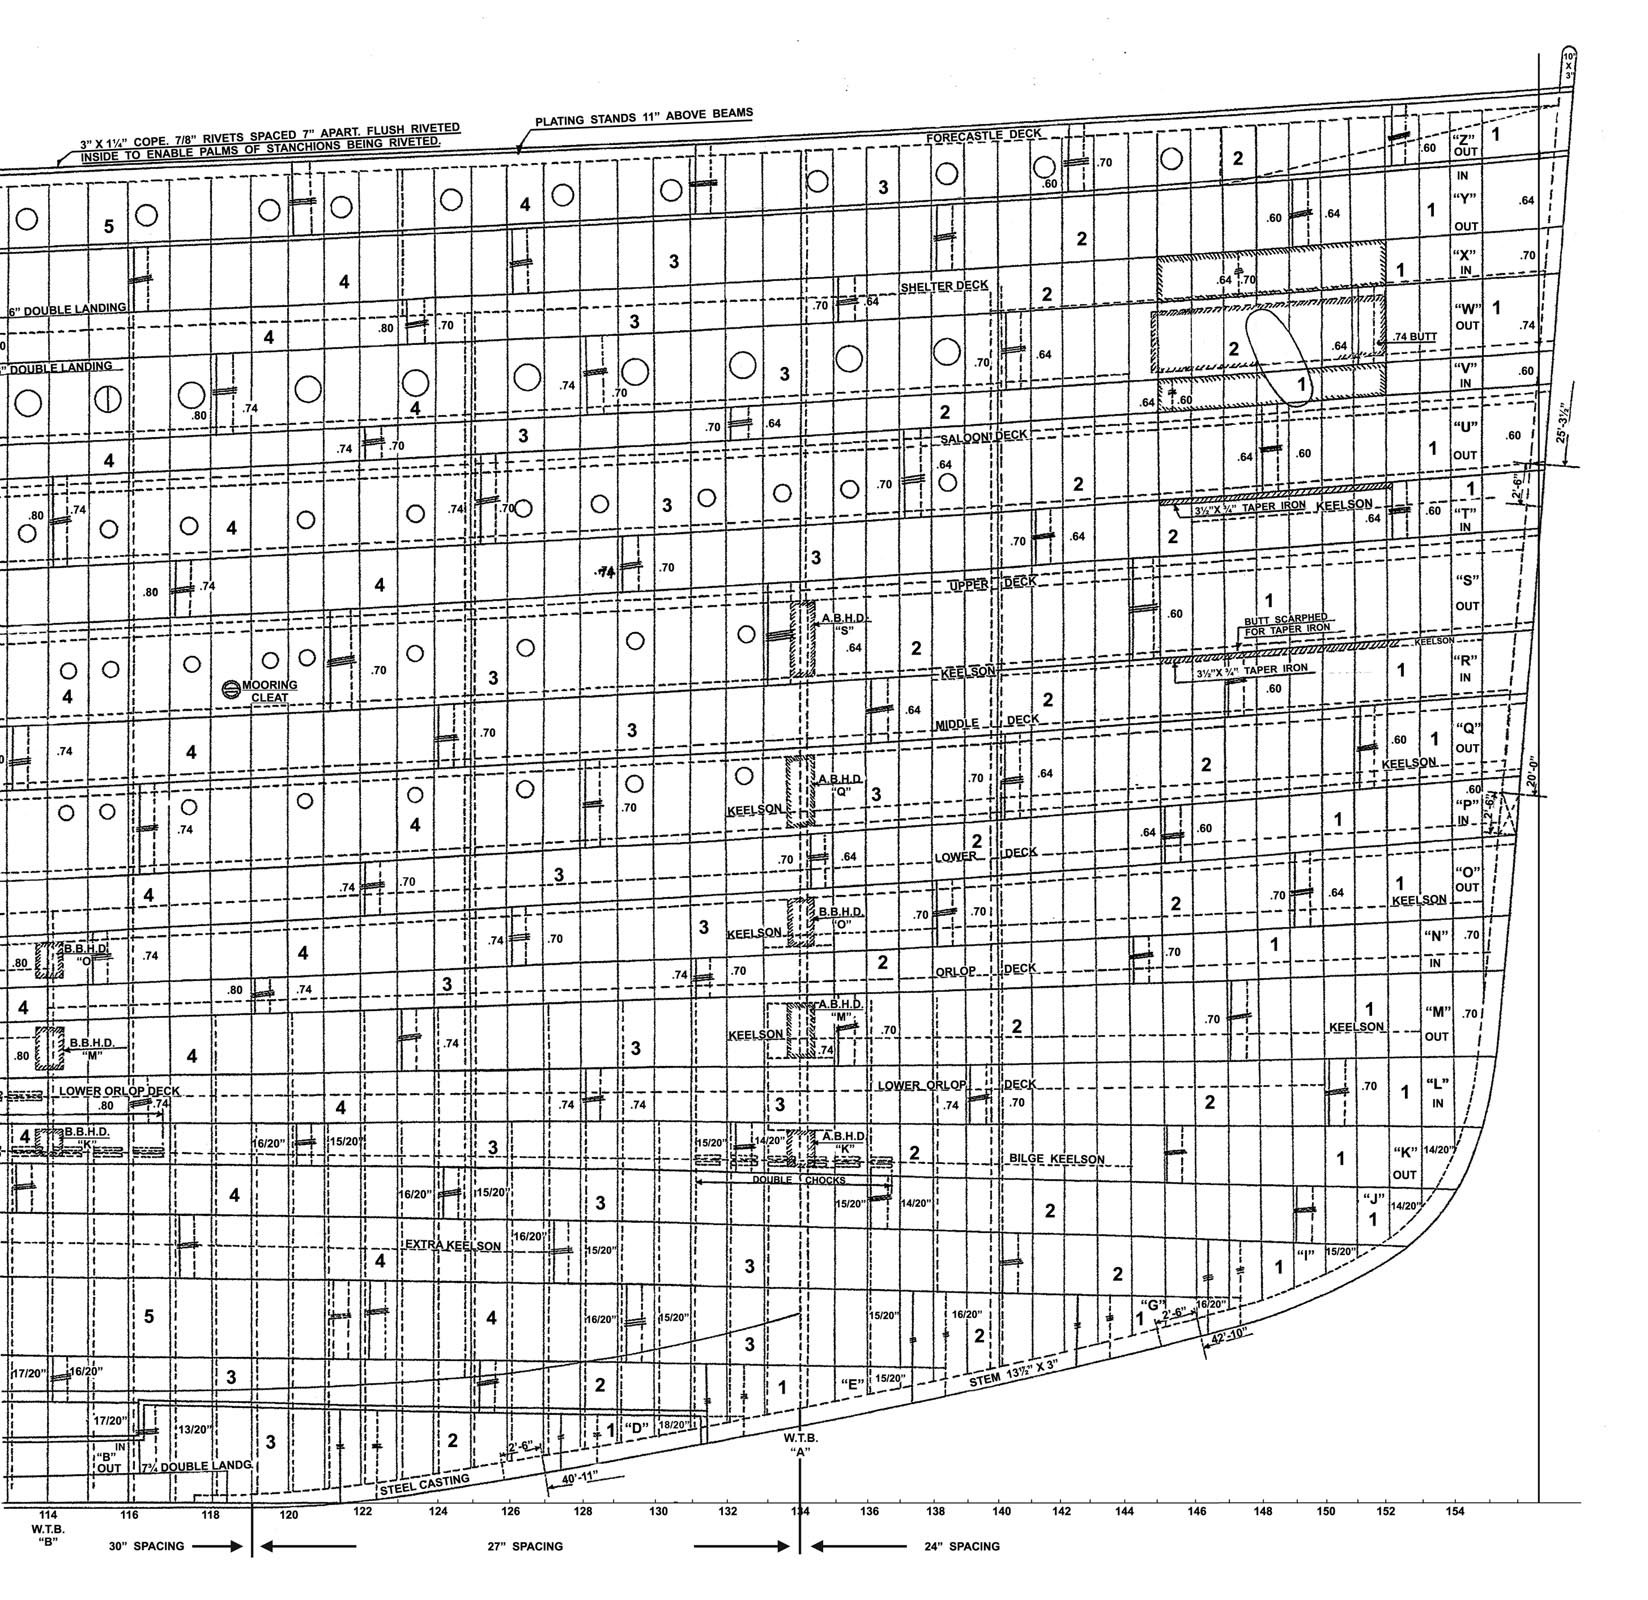 10"
X
3"
PLATING STANDS 11" ABOVE BEAMS
3" X 1¼" COPE. 7/8" RIVETS SPACED 7" APART. FLUSH RIVETED
INSIDE TO ENABLE PALMS OF STANCHIONS BEING RIVETED.
FORECASTLE DECK
.60 .70 2 .60 "Z" 1
OUT
IN
5 4 3 2 .60 .64 1 "Y" .64
OUT
4 3 .64 .70 1 "X" .70
IN
SHELTER DECK 2
6" DOUBLE LANDING
.80 .70 3 .70 .64 "W" 1
OUT .74
4
.74 BUTT
DOUBLE LANDING
.80 .74 4 .74 .70 3 .70 .64 2 .64 "V" .60
IN
.64 .60 1
4 .74 .70 3 .70 .64 2
SALOON DECK
.64 .60 1 "U" .60
OUT
25'-3½"
.80 .74 4 .74 .70 3 .70 .64 2 1
3½"X ¾" TAPER IRON KEELSON
.64 .60 "T"
IN
2'-6"
.80 .74 4 .74 .70 3 .70 .64 2
UPPER DECK
"S"
OUT
.60 1
A.B.H.D.
"S"
.64 2
BUTT SCARPHED
FOR TAPER IRON
KEELSON
4 MOORING
CLEAT
.70 3 KEELSON
3½"X ¾" TAPER IRON
.60 1 "R"
IN
.74 4 .70 3 .64 MIDDLE DECK 2
.60 1 "Q"
OUT
KEELSON
20'-0"
.74 4 .70 KEELSON A.B.H.D.
"Q"
3 .70 .64 2
.60
"P"
IN
2'-6"
4 .74 .70 3 .70 .64 2
LOWER DECK
.64 .60 1
"O"
OUT
KEELSON
.80 B.B.H.D.
"O"
.74 4 .74 .70 3 KEELSON B.B.H.D.
"O"
.70 .70 2 .70 .64 1
4 .80 .74 3 .74 .70 2 ORLOP DECK .70 1 "N" .70
IN
.80 B.B.H.D.
"M"
4 .74 3 KEELSON A.B.H.D.
"M"
.74 .70 2 .70 1 KEELSON "M" .70
OUT
LOWER ORLOP DECK
.80 .74 4 .74 .74 3 LOWER ORLOP DECK
.74 .70 2 .70 1 "L"
IN
4 B.B.H.D.
"K"
16/20" 15/20" 3 15/20" 14/20" A.B.H.D.
"K"
2 BILGE KEELSON 1 "K" 14/20"
OUT
DOUBLE CHOCKS
4 16/20" 15/20" 3 15/20" 14/20" 2 "J" 14/20"
1
EXTRA KEELSON
4 16/20" 15/20" 3 2 1 "I" 15/20"
5 4 16/20" 15/20" 3 15/20" 16/20" 2 1 "G" 2'-6" 16/20"
42'-10"
17/20" 16/20" 3 2 1 "E" 15/20"
STEM 13½" X 3"
17/20" 13/20" 3 2 1 "D" 18/20"
IN
"B"
OUT
7¾ DOUBLE LANDG.
2'-6"
40'-11"
STEEL CASTING
W.T.B.
"A"
114 116 118 120 122 124 126 128 130 132 134 136 138 140 142 144 146 148 150 152 154
W.T.B.
"B"
30" SPACING 27" SPACING 24" SPACING